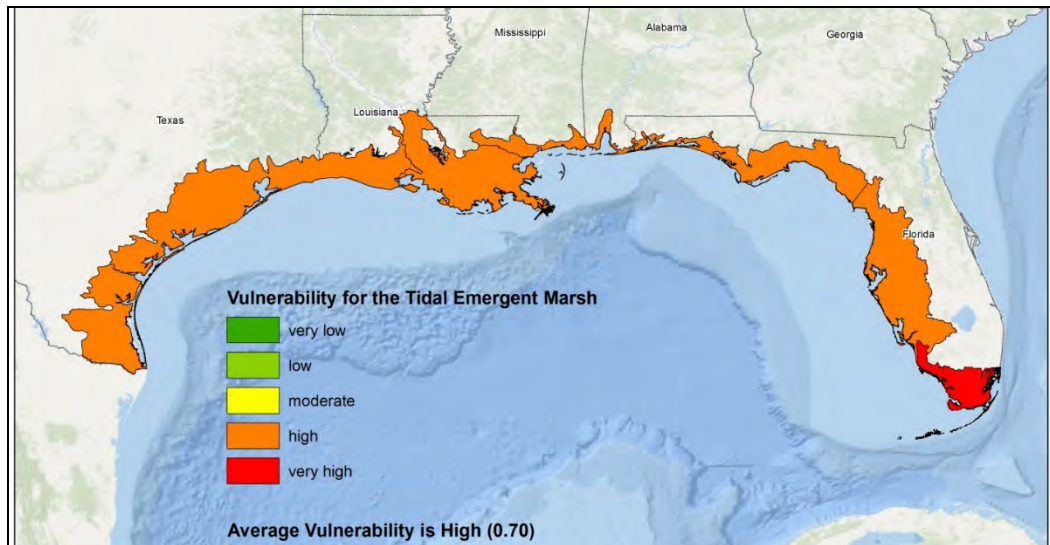 Mississippi
Alabama
Georgia
Texas
Louisiana
Florida
Vulnerability for the Tidal Emergent Marsh
very low
low
moderate
high
very high
Average Vulnerability is High (0.70)